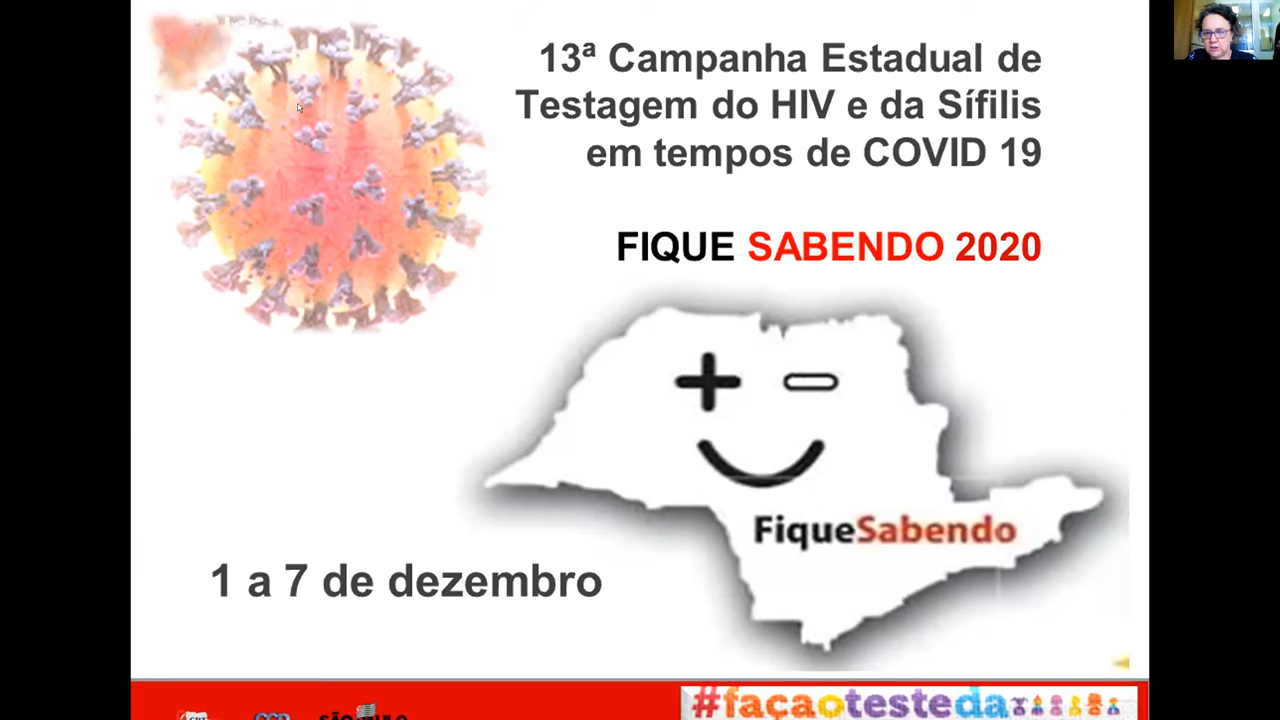 13ª Campanha Estadual de
Testagem do HIV e da Sífilis
em tempos de COVID 19
FIQUE SABENDO 2020
FiqueSabendo
1 a 7 de dezembro
#façaotesteda